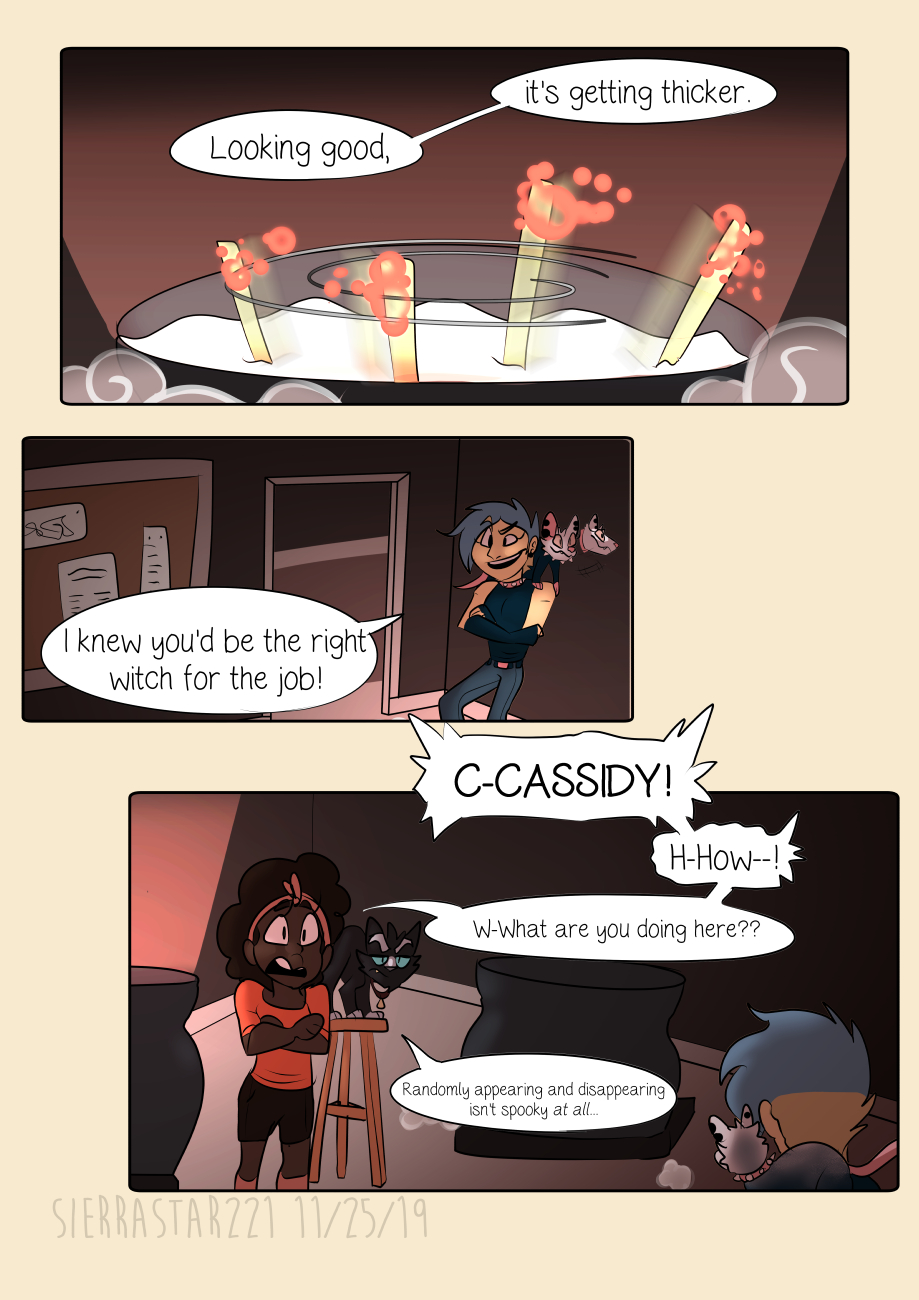 it's getting thicker.
Looking good,
I knew you'd be the right
witch for the job!
C-CASSIDY!
H-How--!
W-What are you doing here??
Randomly appearing and disappearing
isn't spooky at all...
SIERRASTAR221 11/25/19